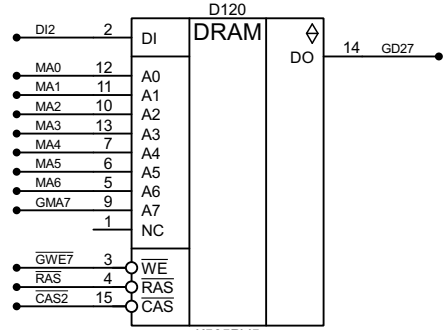 D120
DI2 2 DI DRAM
DO 14 GD27
MA0 12 A0
MA1 11 A1
MA2 10 A2
MA3 13 A3
MA4 7 A4
MA5 6 A5
MA6 5 A6
GMA7 9 A7
1 NC
GWE7 3 WE
RAS 4 RAS
CAS2 15 CAS